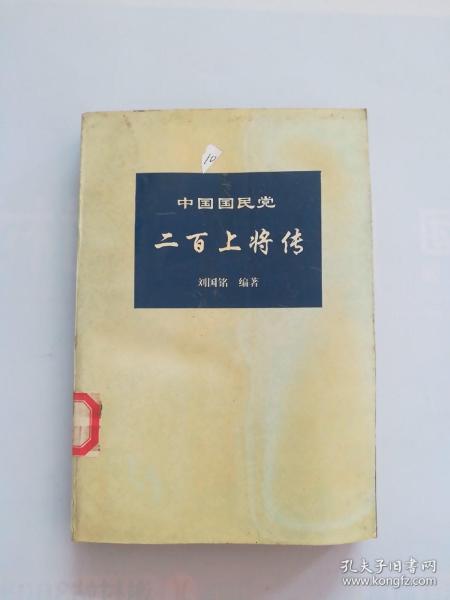 10
中国国民党
二百上将传
刘国铭 编著
孔夫子旧书网
www.kongfz.com